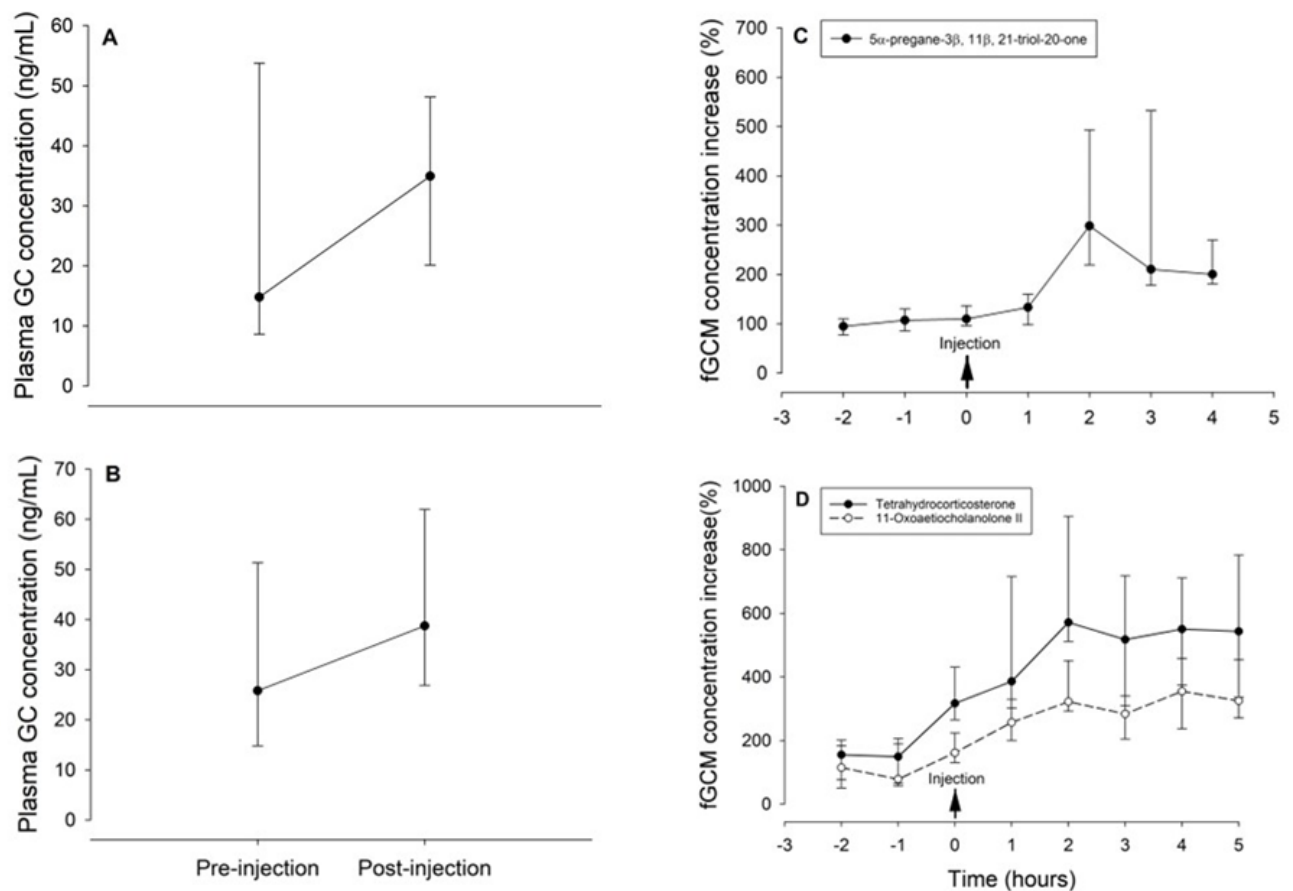 A
Plasma GC concentration (ng/mL)
60
50
40
30
20
10
0
B
Plasma GC concentration (ng/mL)
70
60
50
40
30
20
10
0
Pre-injection Post-injection
C
5α-pregane-3β, 11β, 21-triol-20-one
fGCM concentration increase (%)
700
600
500
400
300
200
100
0
Injection
-3 -2 -1 0 1 2 3 4 5
D
Tetrahydrocorticosterone
11-Oxoaetiocholanolone II
fGCM concentration increase(%)
1000
800
600
400
200
0
Injection
-3 -2 -1 0 1 2 3 4 5
Time (hours)